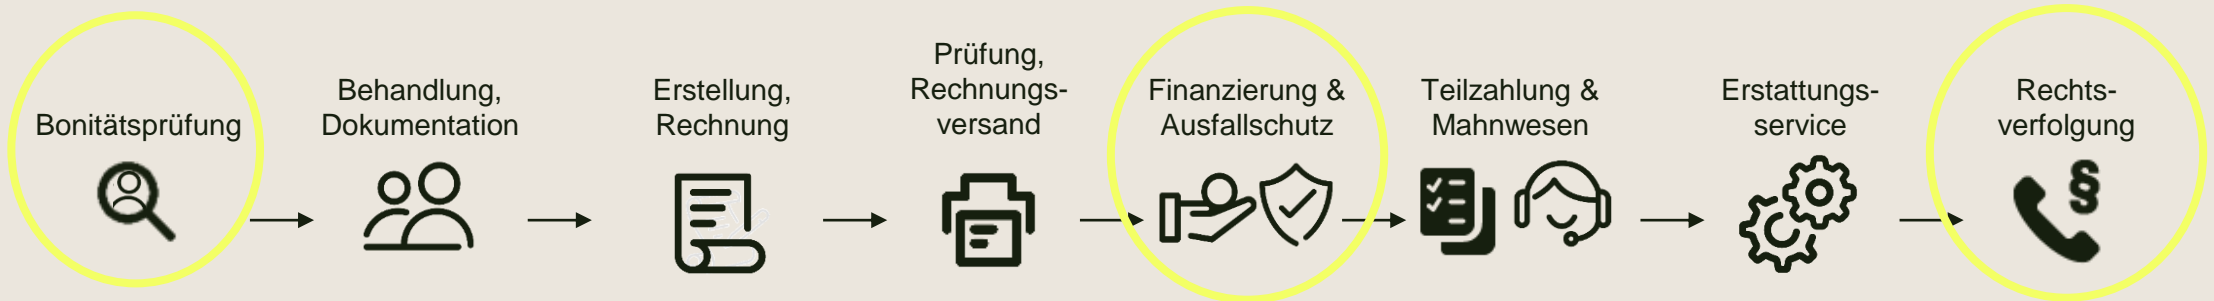 Bonitätsprüfung
Behandlung,
Dokumentation
Erstellung,
Rechnung
Prüfung,
Rechnungs-
versand
Finanzierung &
Ausfallschutz
Teilzahlung &
Mahnwesen
Erstattungs-
service
Rechts-
verfolgung
§